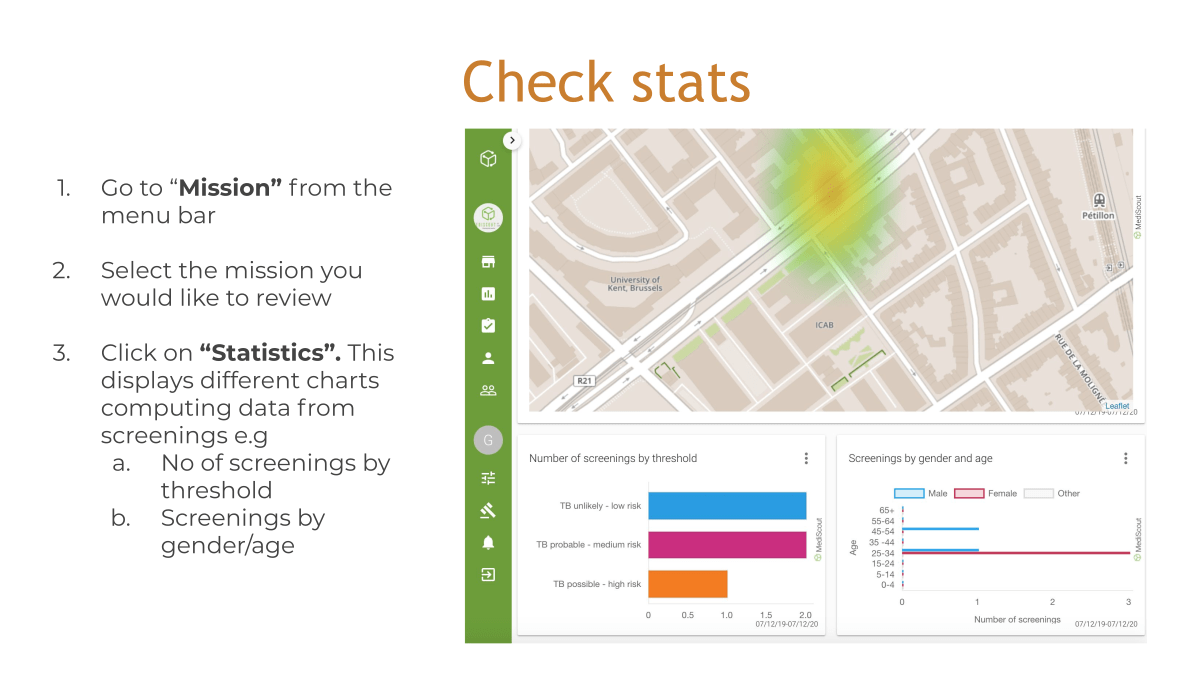 Check stats
1. Go to “Mission” from the
menu bar
2. Select the mission you
would like to review
3. Click on “Statistics”. This
displays different charts
computing data from
screenings e.g
a. No of screenings by
threshold
b. Screenings by
gender/age
G
University of
Kent, Brussels
ICAB
R21
Pétillon
RUE DE LA MOLIGN
Leaflet
07/12/19-07/12/20
MediScout
Number of screenings by threshold
TB unlikely - low risk
TB probable - medium risk
TB possible - high risk
0 0.5 1.0 1.5 2.0
07/12/19-07/12/20
MediScout
Screenings by gender and age
Male Female Other
Age
65+
55-64
45-54
35 -44
25-34
15-24
5-14
0-4
0 1 2 3
Number of screenings
07/12/19-07/12/20
MediScout